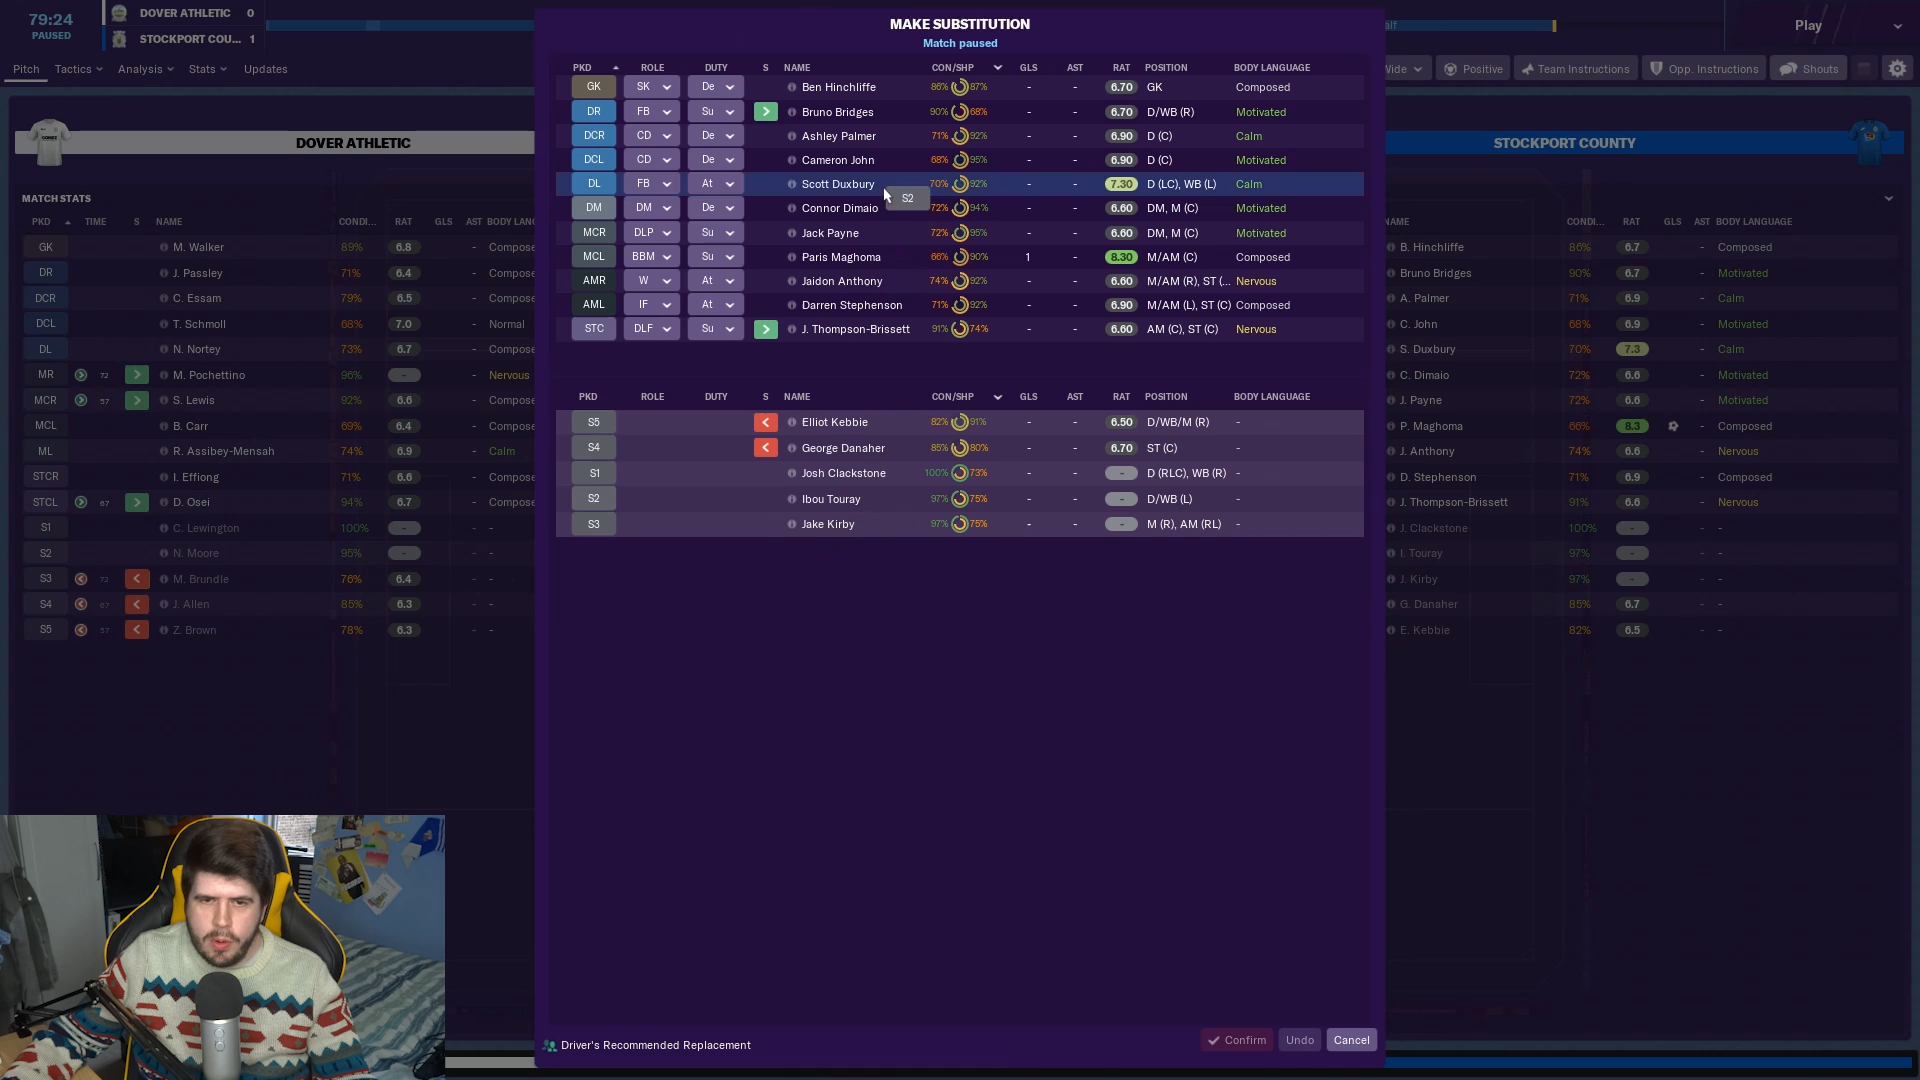 79:24
PAUSED
DOVER ATHLETIC 0
STOCKPORT COU... 1
Pitch Tactics Analysis Stats Updates
Play
Wide Positive Team Instructions Opp. Instructions Shouts
MAKE SUBSTITUTION
Match paused
PKD ROLE DUTY S NAME CON/SHP GLS AST RAT POSITION BODY LANGUAGE
GK SK De Ben Hinchliffe 86% 87% - - 6.70 GK Composed
DR FB Su Bruno Bridges 90% 68% - - 6.70 D/WB (R) Motivated
DCR CD De Ashley Palmer 71% 92% - - 6.90 D (C) Calm
DCL CD De Cameron John 68% 95% - - 6.90 D (C) Motivated
DL FB At Scott Duxbury 70% 92% - - 7.30 D (LC), WB (L) Calm
S2
DM DM De Connor Dimaio 72% 94% - - 6.60 DM, M (C) Motivated
MCR DLP Su Jack Payne 72% 95% - - 6.60 DM, M (C) Motivated
MCL BBM Su Paris Maghoma 66% 90% 1 - 8.30 M/AM (C) Composed
AMR W At Jaidon Anthony 74% 92% - - 6.60 M/AM (R), ST (... Nervous
AML IF At Darren Stephenson 71% 92% - - 6.90 M/AM (L), ST (C) Composed
STC DLF Su J. Thompson-Brissett 91% 74% - - 6.60 AM (C), ST (C) Nervous
PKD ROLE DUTY S NAME CON/SHP GLS AST RAT POSITION BODY LANGUAGE
S5 Elliot Kebbie 82% 91% - - 6.50 D/WB/M (R) -
S4 George Danaher 85% 80% - - 6.70 ST (C) -
S1 Josh Clackstone 100% 73% - - - D (RLC), WB (R) -
S2 Ibou Touray 97% 75% - - - D/WB (L) -
S3 Jake Kirby 97% 75% - - - M (R), AM (RL) -
Driver's Recommended Replacement
Confirm Undo Cancel
DOVER ATHLETIC
MATCH STATS
PKD TIME S NAME CONDI... RAT GLS AST BODY LANG
GK M. Walker 89% 6.8 - Compose
DR J. Passley 71% 6.4 - Compose
DCR C. Essam 79% 6.5 - Compose
DCL T. Schmoll 68% 7.0 - Normal
DL N. Nortey 73% 6.7 - Compose
MR 72 M. Pochettino 96% - - Nervous
MCR 57 S. Lewis 92% 6.6 - Compose
MCL B. Carr 69% 6.4 - Compose
ML R. Assibey-Mensah 74% 6.9 - Calm
STCR I. Effiong 71% 6.6 - Compose
STCL 67 D. Osei 94% 6.7 - Compose
S1 C. Lewington 100% - - -
S2 N. Moore 95% - - -
S3 72 M. Brundle 76% 6.4 - -
S4 67 J. Allen 85% 6.3 - -
S5 57 Z. Brown 78% 6.3 - -
STOCKPORT COUNTY
NAME CONDI... RAT GLS AST BODY LANGUAGE
B. Hinchliffe 86% 6.7 - Composed
Bruno Bridges 90% 6.7 - Motivated
A. Palmer 71% 6.9 - Calm
C. John 68% 6.9 - Motivated
S. Duxbury 70% 7.3 - Calm
C. Dimaio 72% 6.6 - Motivated
J. Payne 72% 6.6 - Motivated
P. Maghoma 66% 8.3 - Composed
J. Anthony 74% 6.6 - Nervous
D. Stephenson 71% 6.9 - Composed
J. Thompson-Brissett 91% 6.6 - Nervous
J. Clackstone 100% - - -
I. Touray 97% - - -
J. Kirby 97% - - -
G. Danaher 85% 6.7 - -
E. Kebbie 82% 6.5 - -